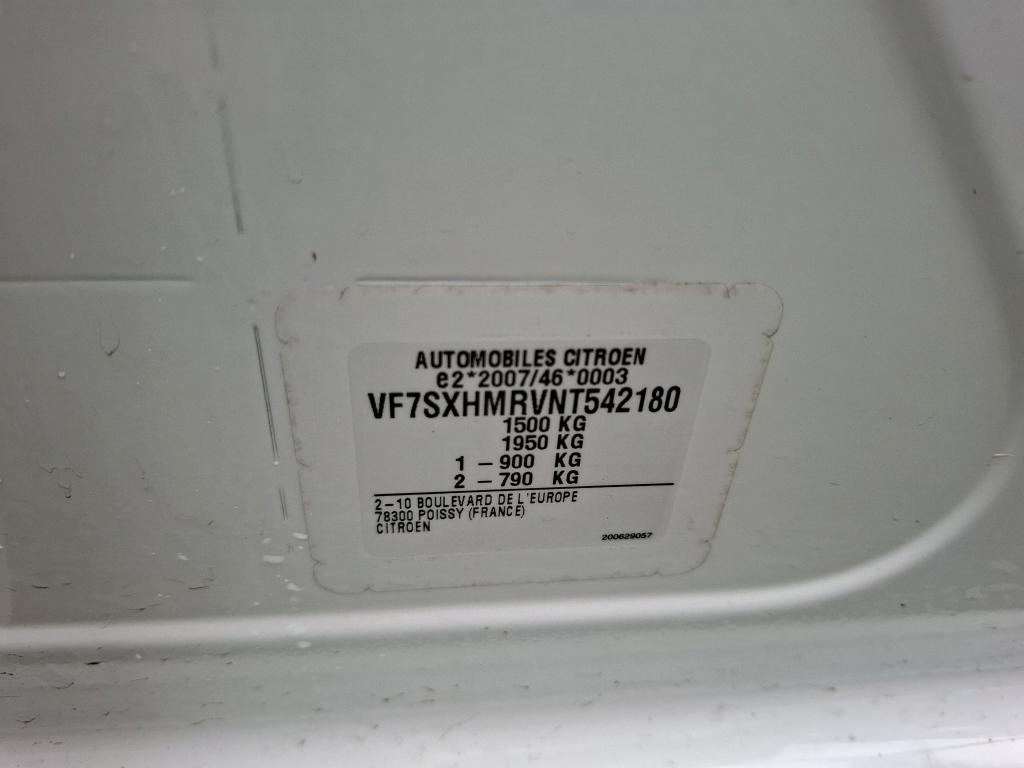 AUTOMOBILES CITROEN
e2*2007/46*0003
VF7SXHMRVNT542180
1500 KG
1950 KG
1 – 900 KG
2 – 790 KG
2–10 BOULEVARD DE L'EUROPE
78300 POISSY (FRANCE)
CITROEN
200629057